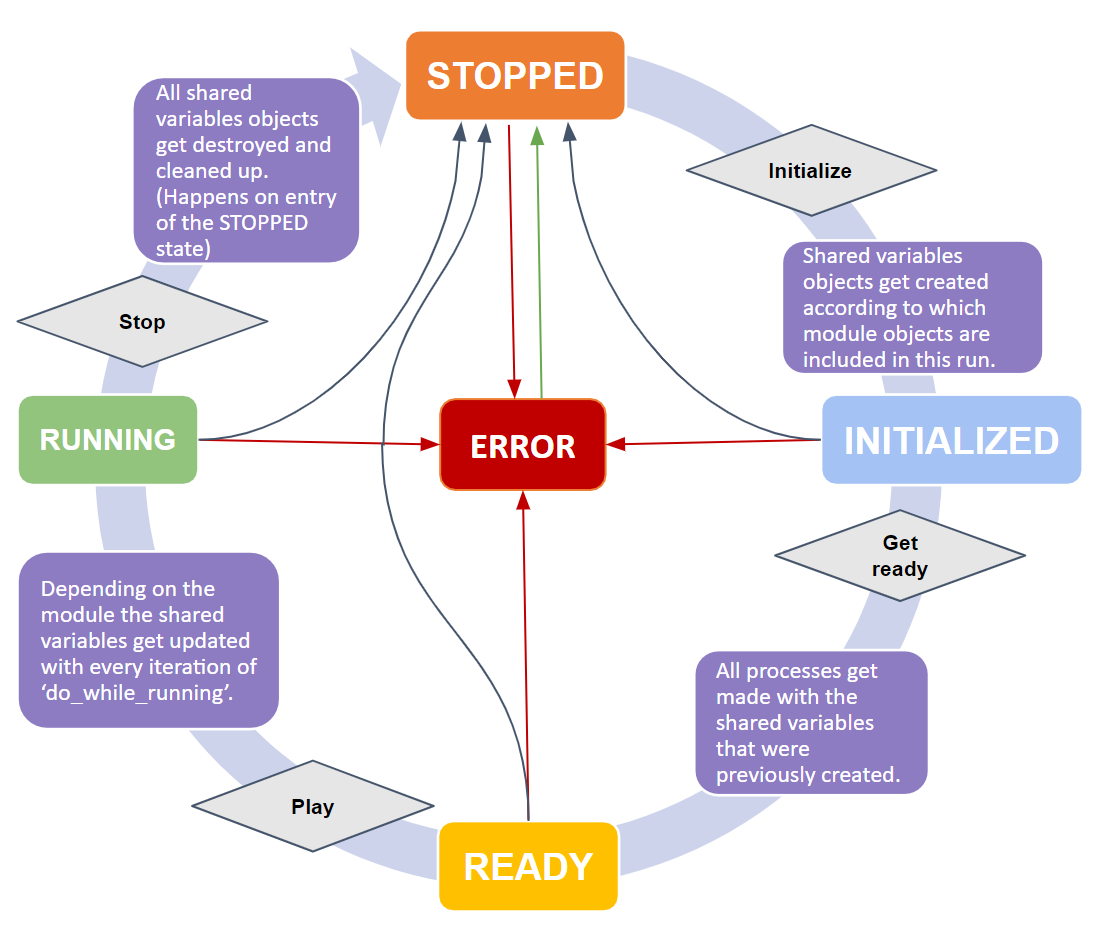 STOPPED
All shared
variables objects
get destroyed and
cleaned up.
(Happens on entry
of the STOPPED
state)
Initialize
Shared variables
objects get created
according to which
module objects are
included in this run.
Stop
RUNNING
ERROR
INITIALIZED
Get
ready
Depending on the
module the shared
variables get updated
with every iteration of
‘do_while_running’.
All processes get
made with the
shared variables
that were
previously created.
Play
READY